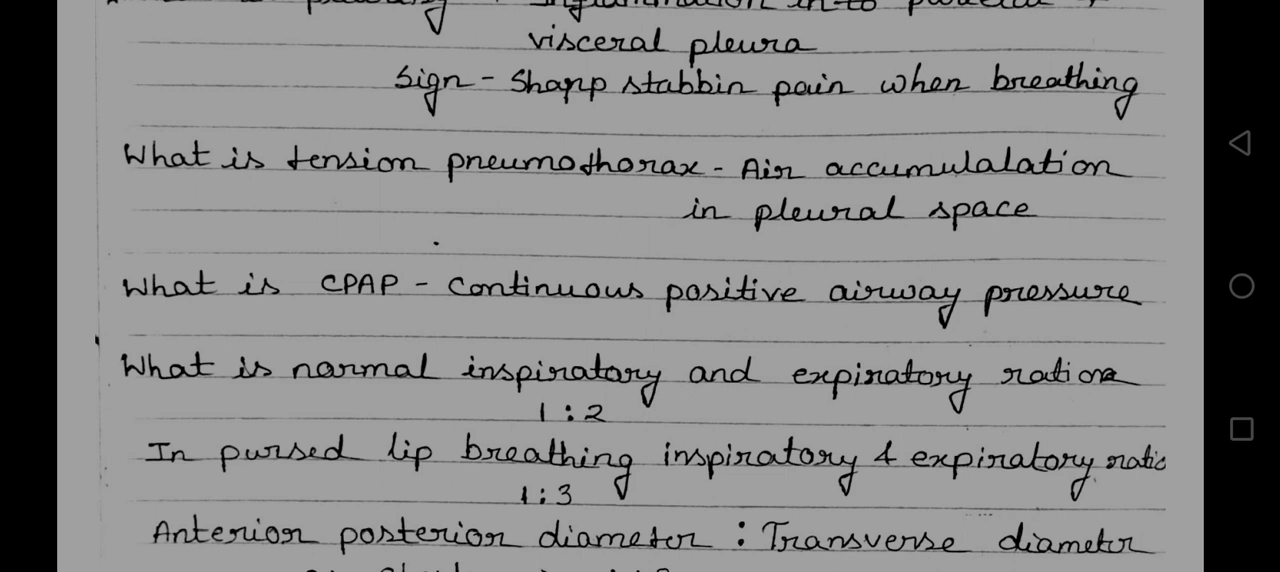 visceral pleura
Sign - Sharp stabbin pain when breathing
What is tension pneumothorax - Air accumulalation
in pleural space
What is CPAP - Continuous positive airway pressure
What is normal inspiratory and expiratory ratio
1 : 2
In pursed lip breathing inspiratory & expiratory ratio
1 : 3
Anterior posterior diameter : Transverse diameter